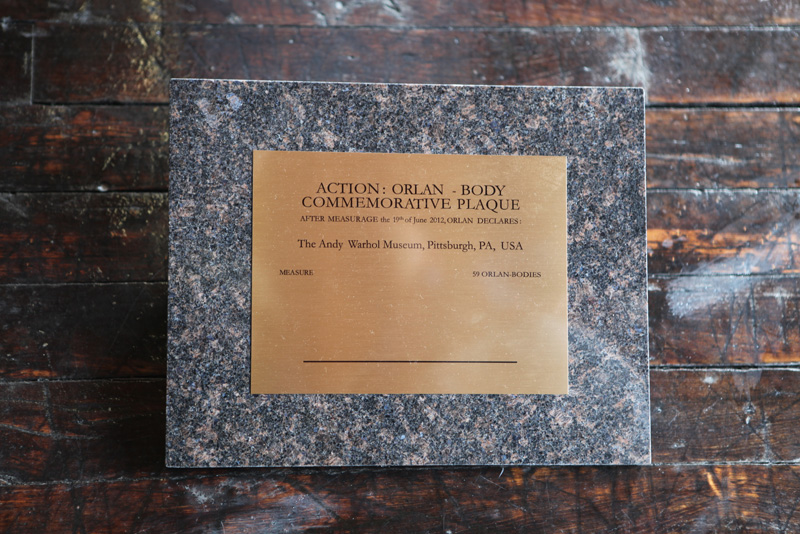 ACTION: ORLAN - BODY
COMMEMORATIVE PLAQUE
AFTER MEASURAGE the 19th of June 2012, ORLAN DECLARES:
The Andy Warhol Museum, Pittsburgh, PA, USA
MEASURE 59 ORLAN-BODIES